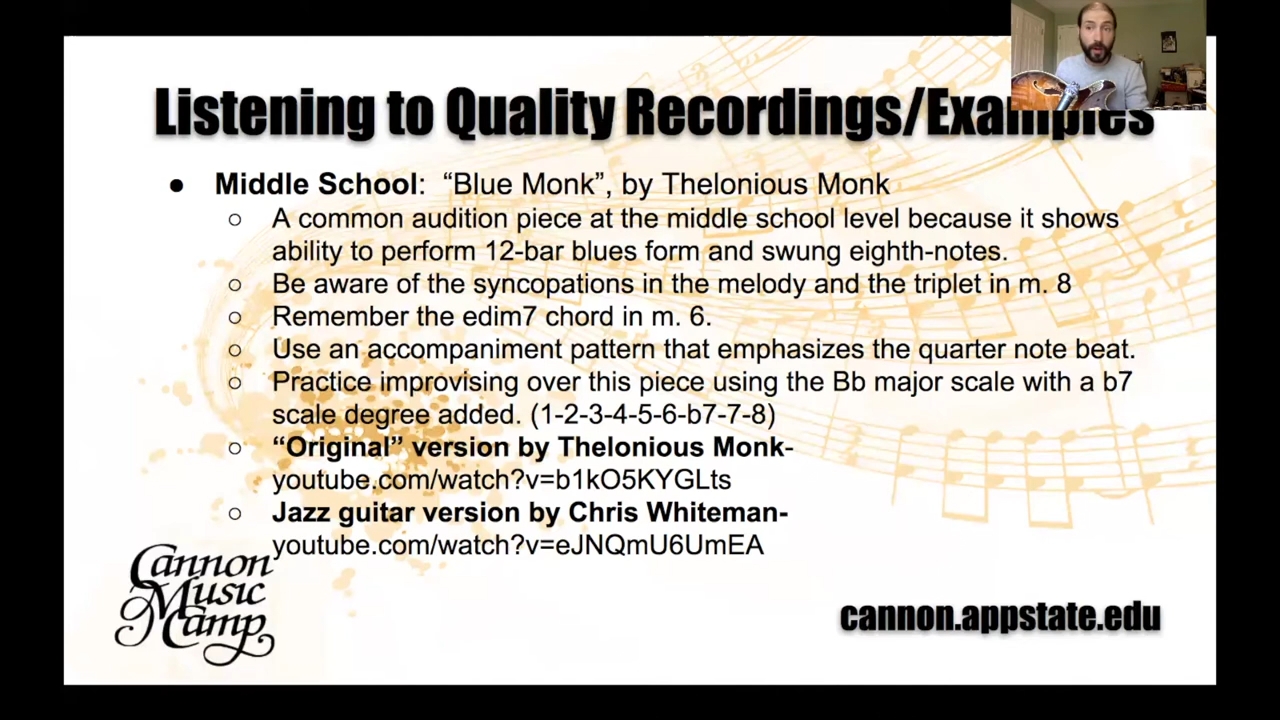 Listening to Quality Recordings/Examples
● Middle School: “Blue Monk”, by Thelonious Monk
○ A common audition piece at the middle school level because it shows
ability to perform 12-bar blues form and swung eighth-notes.
○ Be aware of the syncopations in the melody and the triplet in m. 8
○ Remember the edim7 chord in m. 6.
○ Use an accompaniment pattern that emphasizes the quarter note beat.
○ Practice improvising over this piece using the Bb major scale with a b7
scale degree added. (1-2-3-4-5-6-b7-7-8)
○ “Original” version by Thelonious Monk-
youtube.com/watch?v=b1kO5KYGLts
○ Jazz guitar version by Chris Whiteman-
youtube.com/watch?v=eJNQmU6UmEA
Cannon
Music
Camp
cannon.appstate.edu